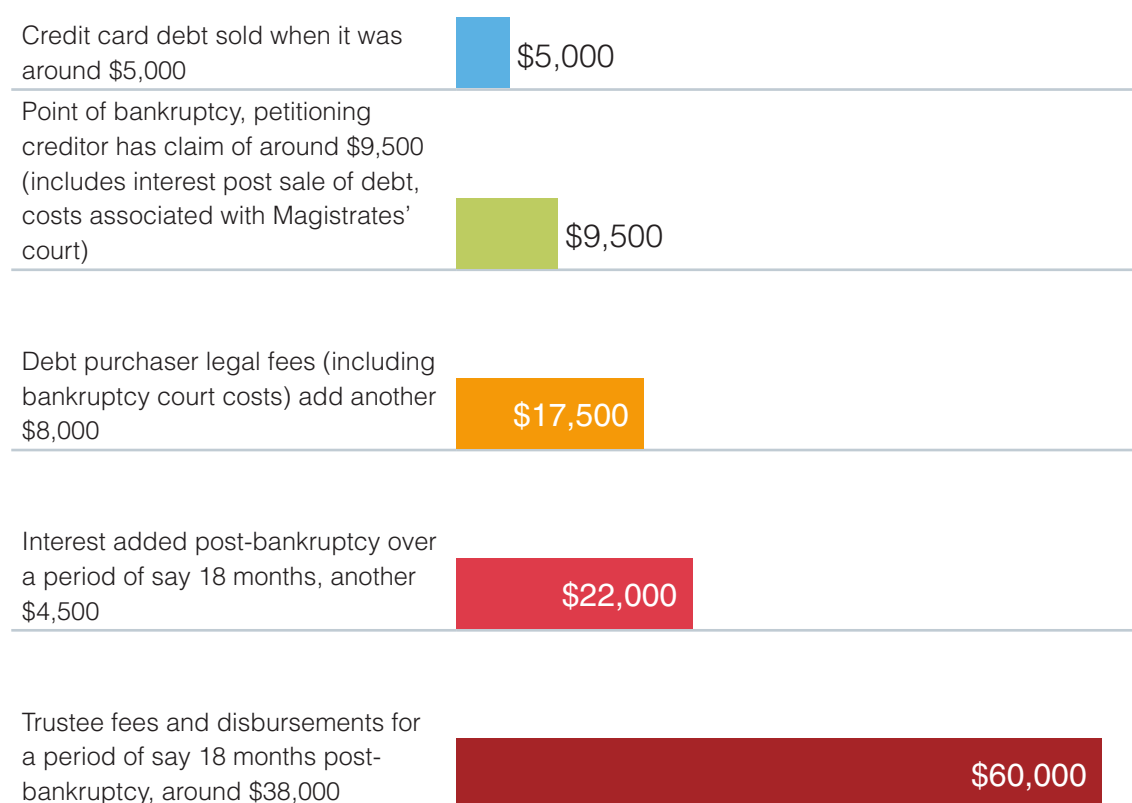 Credit card debt sold when it was
around $5,000
$5,000
Point of bankruptcy, petitioning
creditor has claim of around $9,500
(includes interest post sale of debt,
costs associated with Magistrates’
court)
$9,500
Debt purchaser legal fees (including
bankruptcy court costs) add another
$8,000
$17,500
Interest added post-bankruptcy over
a period of say 18 months, another
$4,500
$22,000
Trustee fees and disbursements for
a period of say 18 months post-
bankruptcy, around $38,000
$60,000